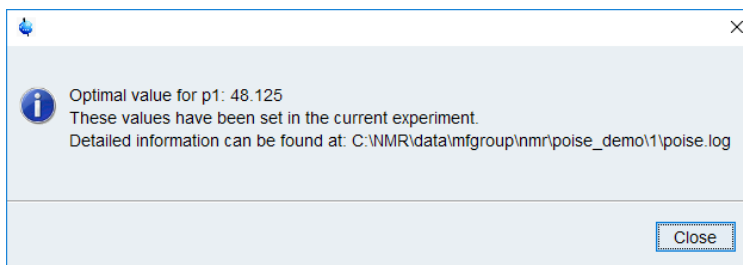 Optimal value for p1: 48.125
These values have been set in the current experiment.
Detailed information can be found at: C:\NMR\data\mfgroup\nmr\poise_demo\1\poise.log
Close